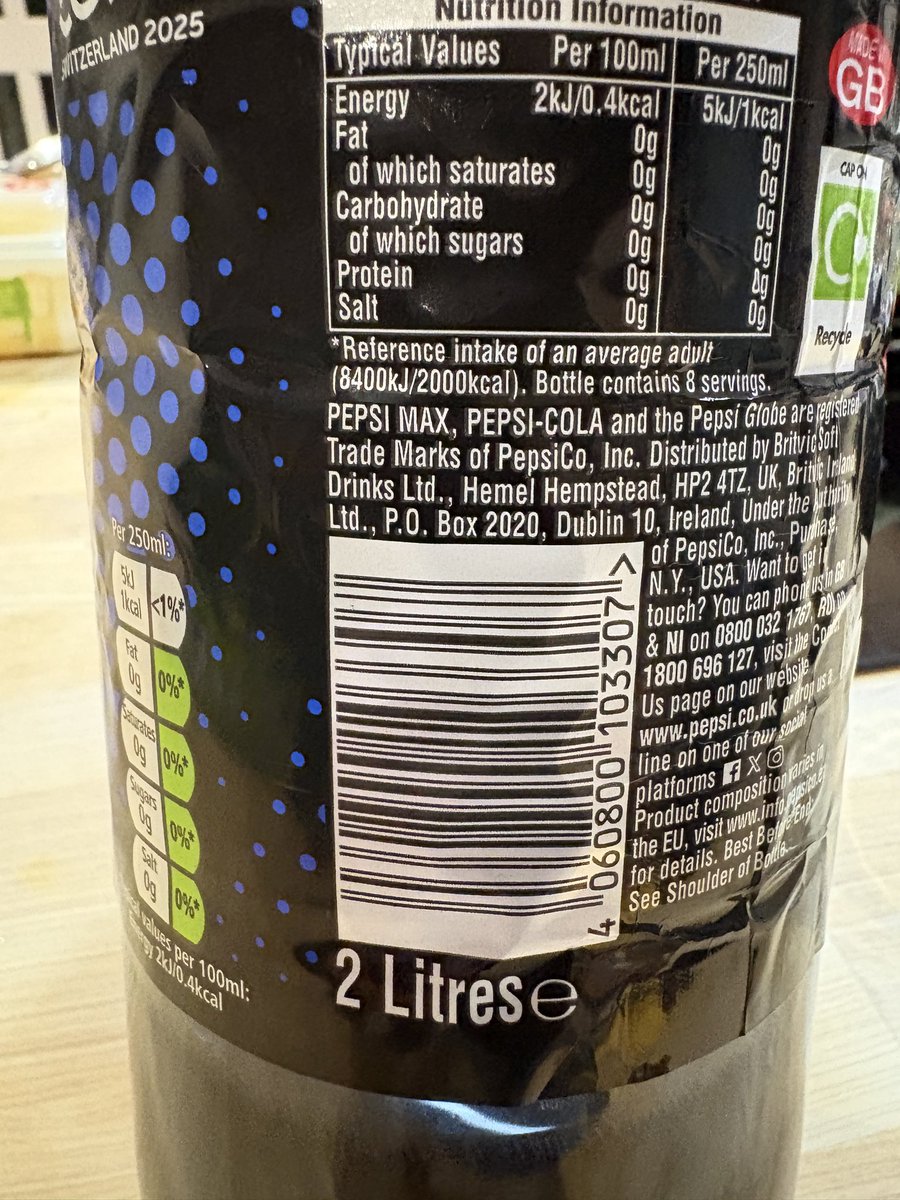 SWITZERLAND 2025
Nutrition Information
Typical Values Per 100ml Per 250ml
Energy 2kJ/0.4kcal 5kJ/1kcal
Fat 0g 0g
of which saturates 0g 0g
Carbohydrate 0g 0g
of which sugars 0g 0g
Protein 0g 0g
Salt 0g 0g
*Reference intake of an average adult
(8400kJ/2000kcal). Bottle contains 8 servings.
PEPSI MAX, PEPSI-COLA and the Pepsi Globe are registered
Trade Marks of PepsiCo, Inc. Distributed by Britvic Soft
Drinks Ltd., Hemel Hempstead, HP2 4TZ, UK, Britvic Ireland
Ltd., P.O. Box 2020, Dublin 10, Ireland, Under the Authority
of PepsiCo, Inc., Purchase,
N.Y., USA. Want to get in
touch? You can phone us in GB
& NI on 0800 032 1767, ROI on
1800 696 127, visit the Contact
Us page on our website
www.pepsi.co.uk or drop us a
line on one of our social
platforms
Product composition varies in
the EU, visit
for details. Best Before End:
See Shoulder of Bottle.
4 060800 103307 >
2 Litres e
MADE IN
GB
CAP ON
Recycle
Per 250ml:
5kJ
1kcal
<1%*
Fat
0g
0%*
Saturates
0g
0%*
Sugars
0g
0%*
Salt
0g
0%*
values per 100ml:
2kJ/0.4kcal